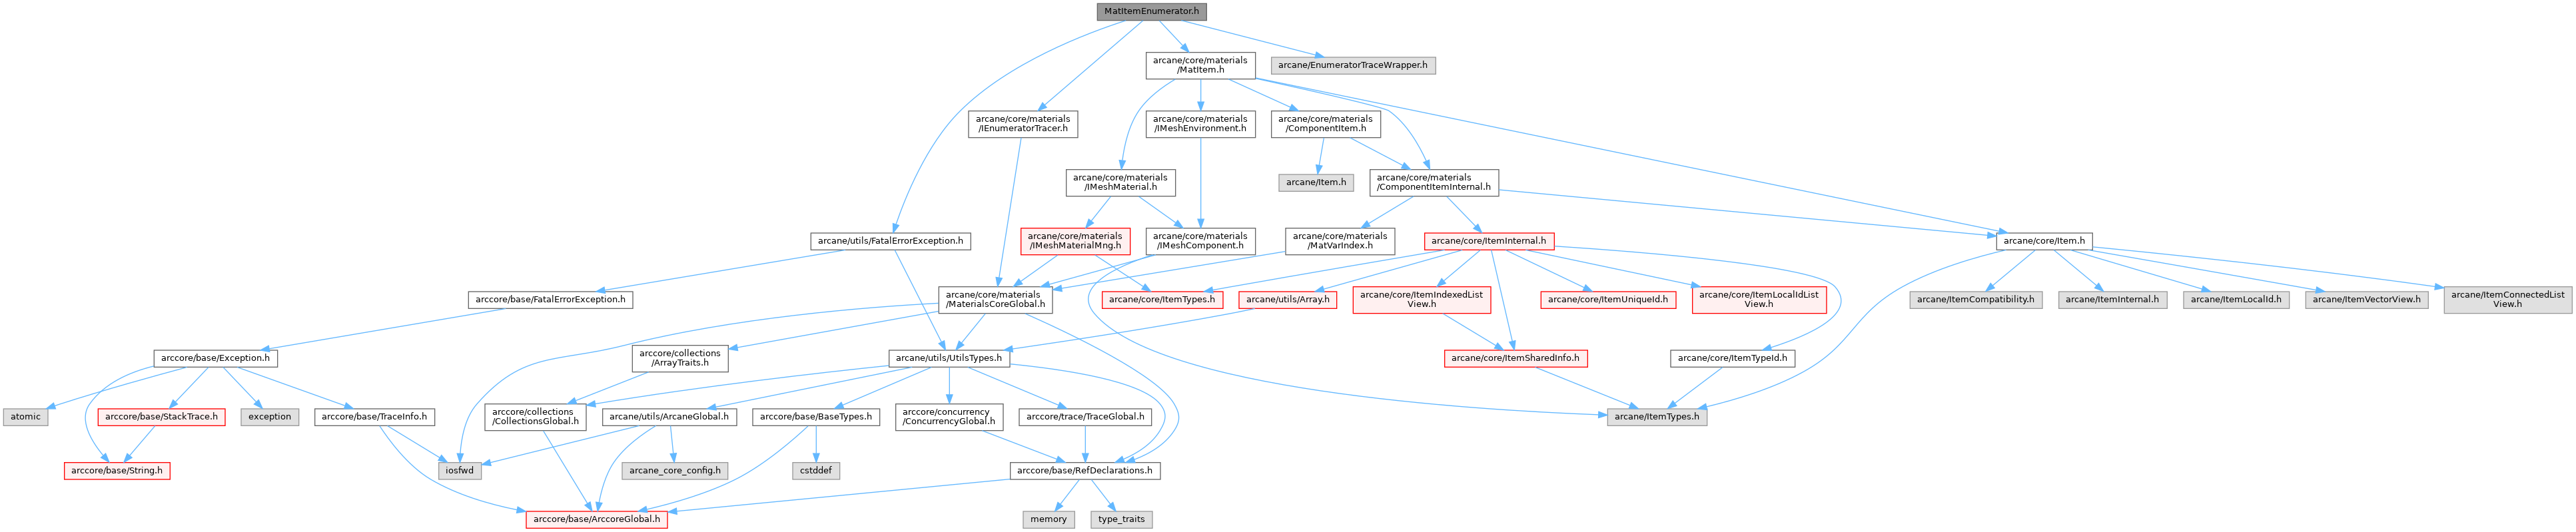 MatItemEnumerator.h
arcane/core/materials
/MatItem.h
arcane/EnumeratorTraceWrapper.h
arcane/core/materials
/IEnumeratorTracer.h
arcane/core/materials
/IMeshEnvironment.h
arcane/core/materials
/ComponentItem.h
arcane/core/materials
/IMeshMaterial.h
arcane/Item.h
arcane/core/materials
/ComponentItemInternal.h
arcane/utils/FatalErrorException.h
arcane/core/materials
/IMeshMaterialMng.h
arcane/core/materials
/IMeshComponent.h
arcane/core/materials
/MatVarIndex.h
arcane/core/ItemInternal.h
arcane/core/Item.h
arccore/base/FatalErrorException.h
arcane/core/materials
/MaterialsCoreGlobal.h
arcane/core/ItemTypes.h
arcane/utils/Array.h
arcane/core/ItemIndexedList
View.h
arcane/core/ItemUniqueId.h
arcane/core/ItemLocalIdList
View.h
arcane/ItemCompatibility.h
arcane/ItemInternal.h
arcane/ItemLocalId.h
arcane/ItemVectorView.h
arcane/ItemConnectedList
View.h
arccore/base/Exception.h
arccore/collections
/ArrayTraits.h
arcane/utils/UtilsTypes.h
arcane/core/ItemSharedInfo.h
arcane/core/ItemTypeId.h
atomic
arccore/base/StackTrace.h
exception
arccore/base/TraceInfo.h
arccore/collections
/CollectionsGlobal.h
arcane/utils/ArcaneGlobal.h
arccore/base/BaseTypes.h
arccore/concurrency
/ConcurrencyGlobal.h
arccore/trace/TraceGlobal.h
arcane/ItemTypes.h
arccore/base/String.h
iosfwd
arcane_core_config.h
cstddef
arccore/base/RefDeclarations.h
arccore/base/ArccoreGlobal.h
memory
type_traits